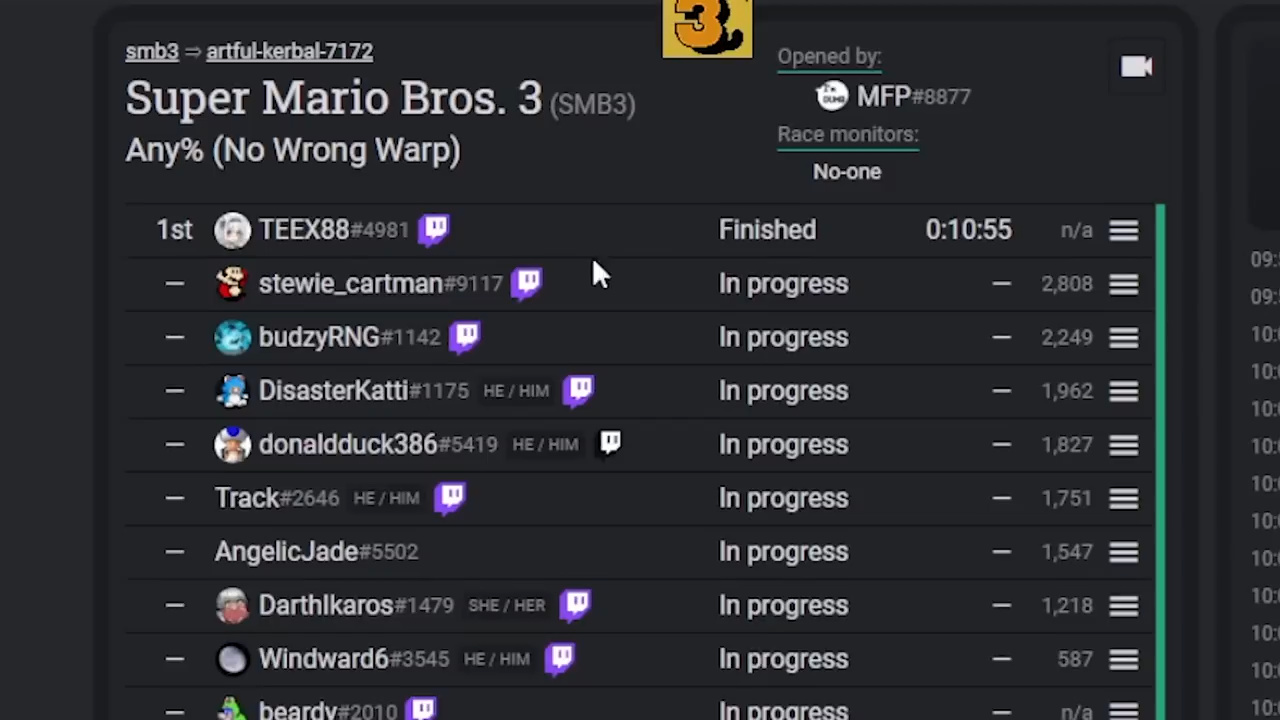 3
smb3 ⇒ artful-kerbal-7172
Super Mario Bros. 3 (SMB3)
Any% (No Wrong Warp)
Opened by:
MFP#8877
Race monitors:
No-one
1st TEEX88#4981 Finished 0:10:55 n/a
— stewie_cartman#9117 In progress — 2,808
— budzyRNG#1142 In progress — 2,249
— DisasterKatti#1175 HE / HIM In progress — 1,962
— donaldduck386#5419 HE / HIM In progress — 1,827
— Track#2646 HE / HIM In progress — 1,751
— AngelicJade#5502 In progress — 1,547
— DarthIkaros#1479 SHE / HER In progress — 1,218
— Windward6#3545 HE / HIM In progress — 587
— beardy#2010 In progress — n/a